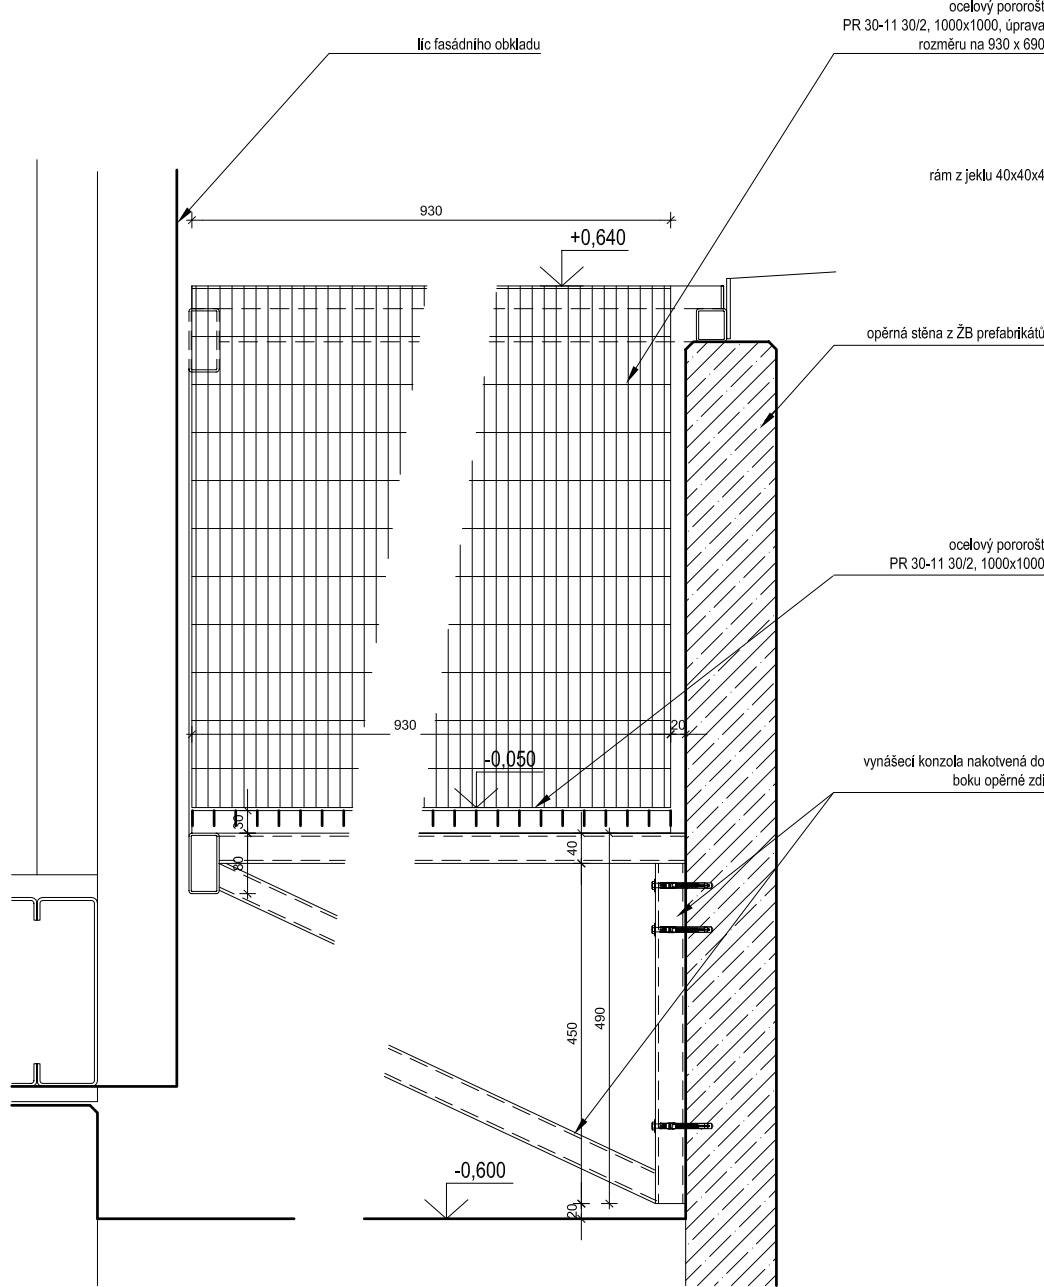 ocelový pororošt
PR 30-11 30/2, 1000x1000, úprava
rozměru na 930 x 690
líc fasádního obkladu
rám z jeklu 40x40x4
930
+0,640
opěrná stěna z ŽB prefabrikátů
ocelový pororošt
PR 30-11 30/2, 1000x1000
930
20
-0,050
vynášecí konzola nakotvená do
boku opěrné zdi
30
40
80
450
490
-0,600
20